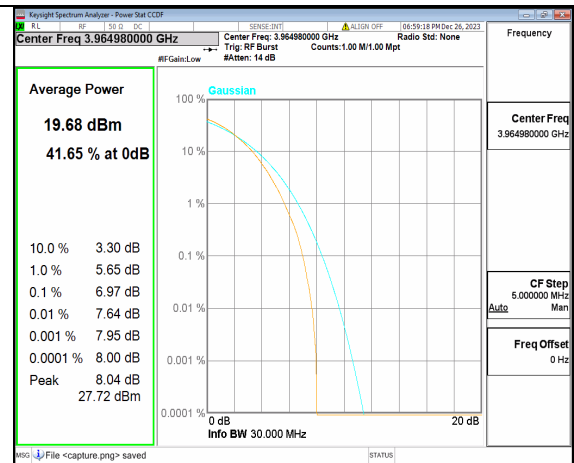 Keysight Spectrum Analyzer - Power Stat CCDF
RL RF 50 Ω DC SENSE:INT ALIGN OFF 06:59:18 PM Dec 26, 2023
Center Freq 3.964980000 GHz
Center Freq: 3.964980000 GHz Radio Std: None
Trig: RF Burst Counts:1.00 M/1.00 Mpt
#IFGain:Low #Atten: 14 dB
Frequency
Average Power
19.68 dBm
41.65 % at 0dB
10.0 % 3.30 dB
1.0 % 5.65 dB
0.1 % 6.97 dB
0.01 % 7.64 dB
0.001 % 7.95 dB
0.0001 % 8.00 dB
Peak 8.04 dB
27.72 dBm
Gaussian
100 %
10 %
1 %
0.1 %
0.01 %
0.001 %
0.0001 %
0 dB 20 dB
Info BW 30.000 MHz
Center Freq
3.964980000 GHz
CF Step
5.000000 MHz
Auto Man
Freq Offset
0 Hz
MSG File <capture.png> saved STATUS